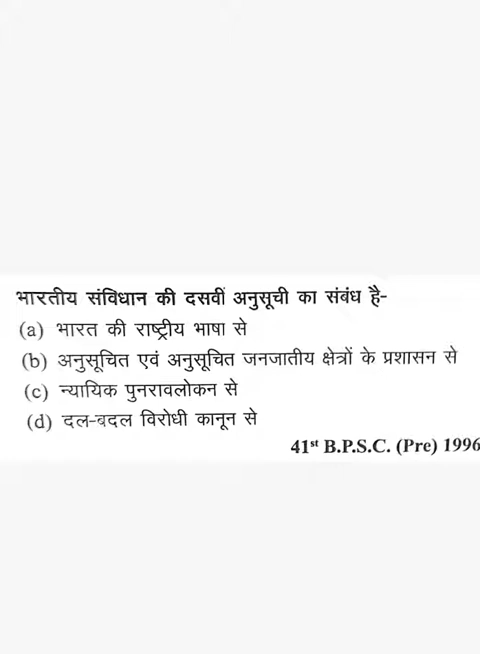 भारतीय संविधान की दसवीं अनुसूची का संबंध है-
(a) भारत की राष्ट्रीय भाषा से
(b) अनुसूचित एवं अनुसूचित जनजातीय क्षेत्रों के प्रशासन से
(c) न्यायिक पुनरावलोकन से
(d) दल-बदल विरोधी कानून से
41st B.P.S.C. (Pre) 1996